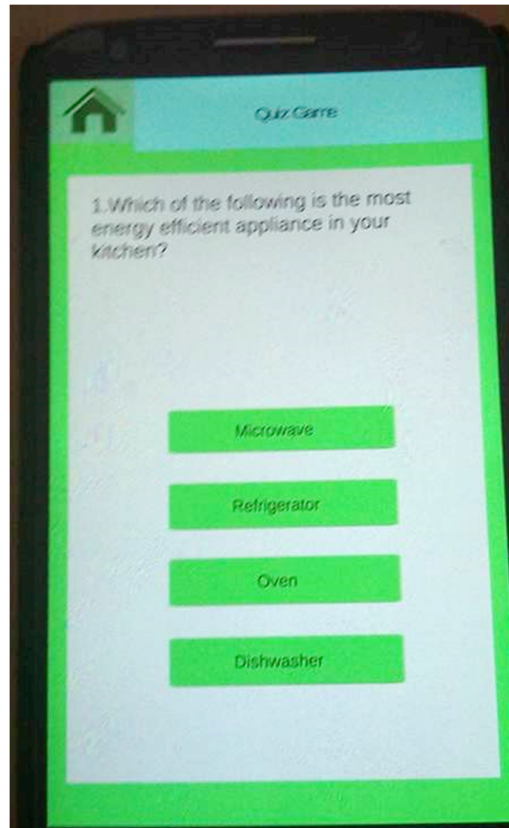 Quiz Game
1.Which of the following is the most
energy efficient appliance in your
kitchen?
Microwave
Refrigerator
Oven
Dishwasher